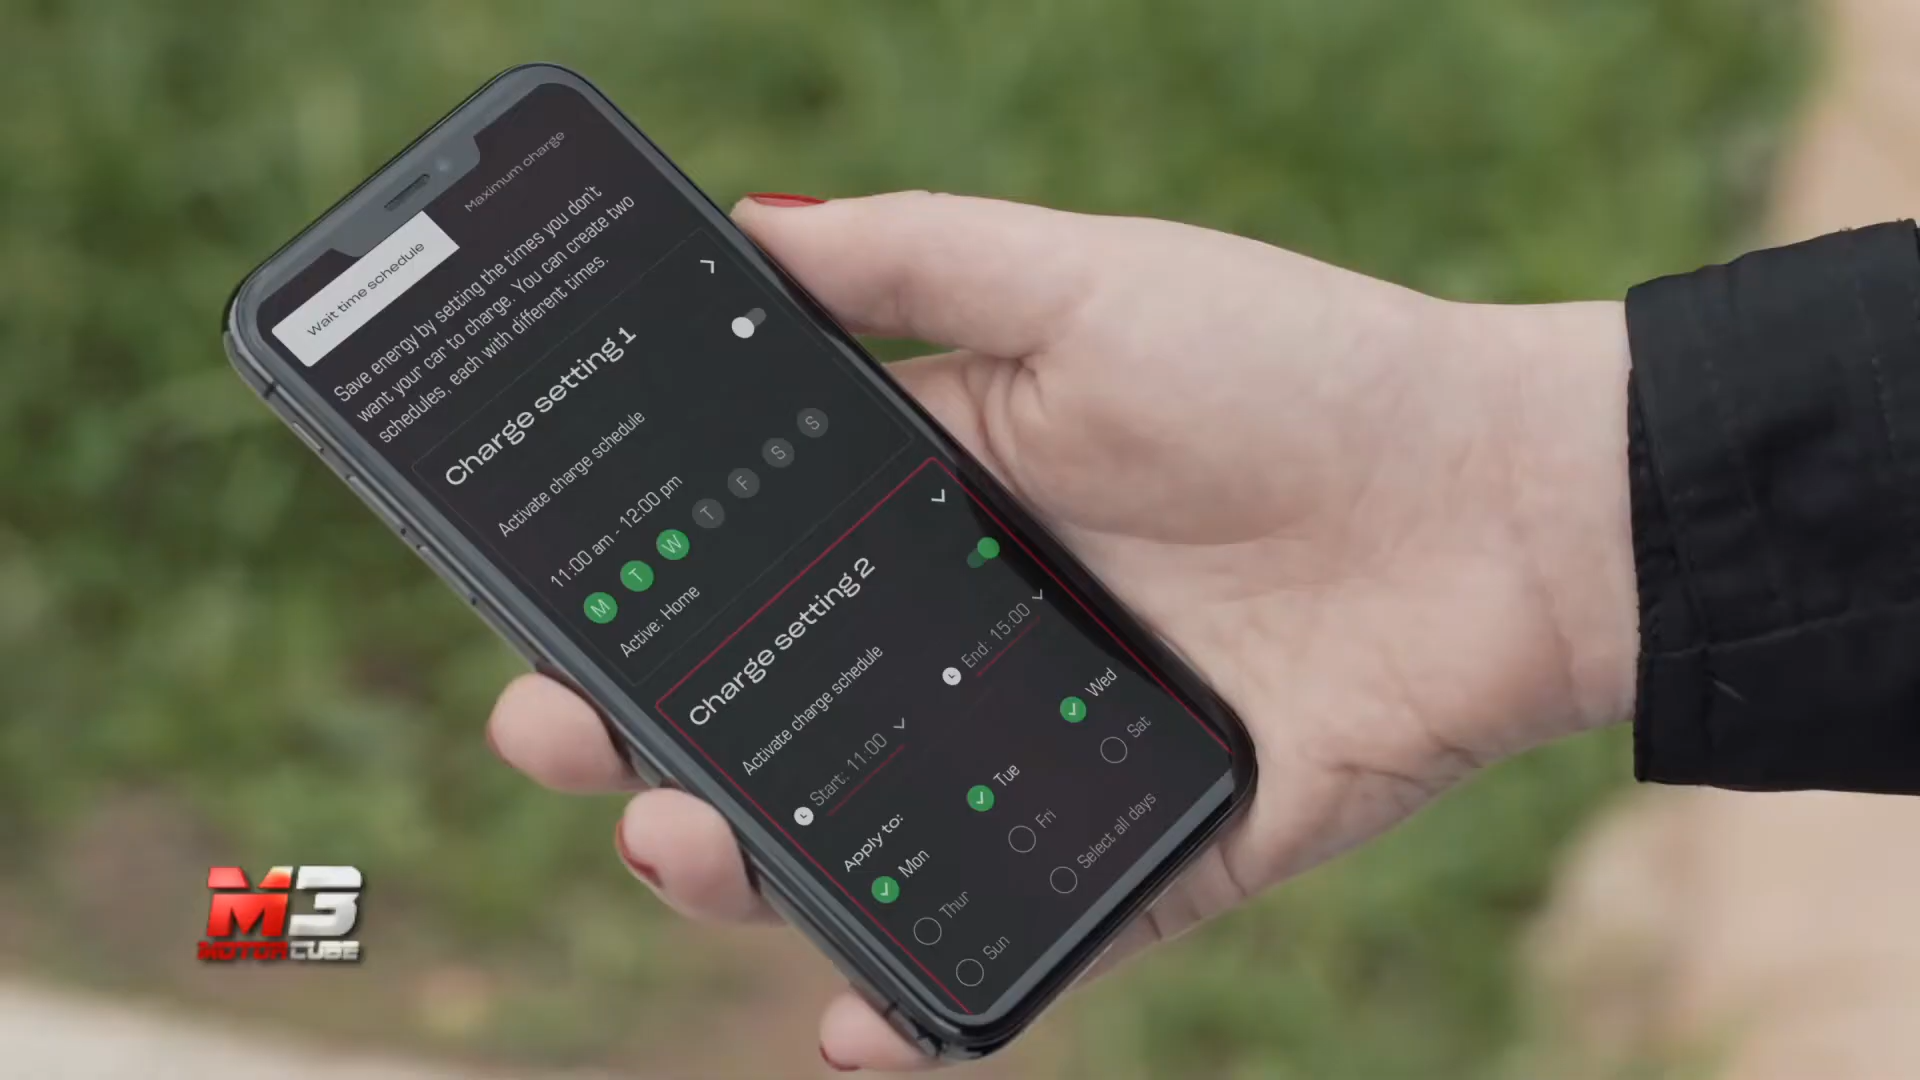 Wait time schedule
Maximum charge
Save energy by setting the times you don't
want your car to charge. You can create two
schedules, each with different times.
Charge setting 1
Activate charge schedule
11:00 am - 12:00 pm
M T W T F S S
Active: Home
Charge setting 2
Activate charge schedule
Start: 11:00
End: 15:00
Apply to:
Mon
Tue
Wed
Thur
Fri
Sat
Sun
Select all days
M3
MOTORCUBE